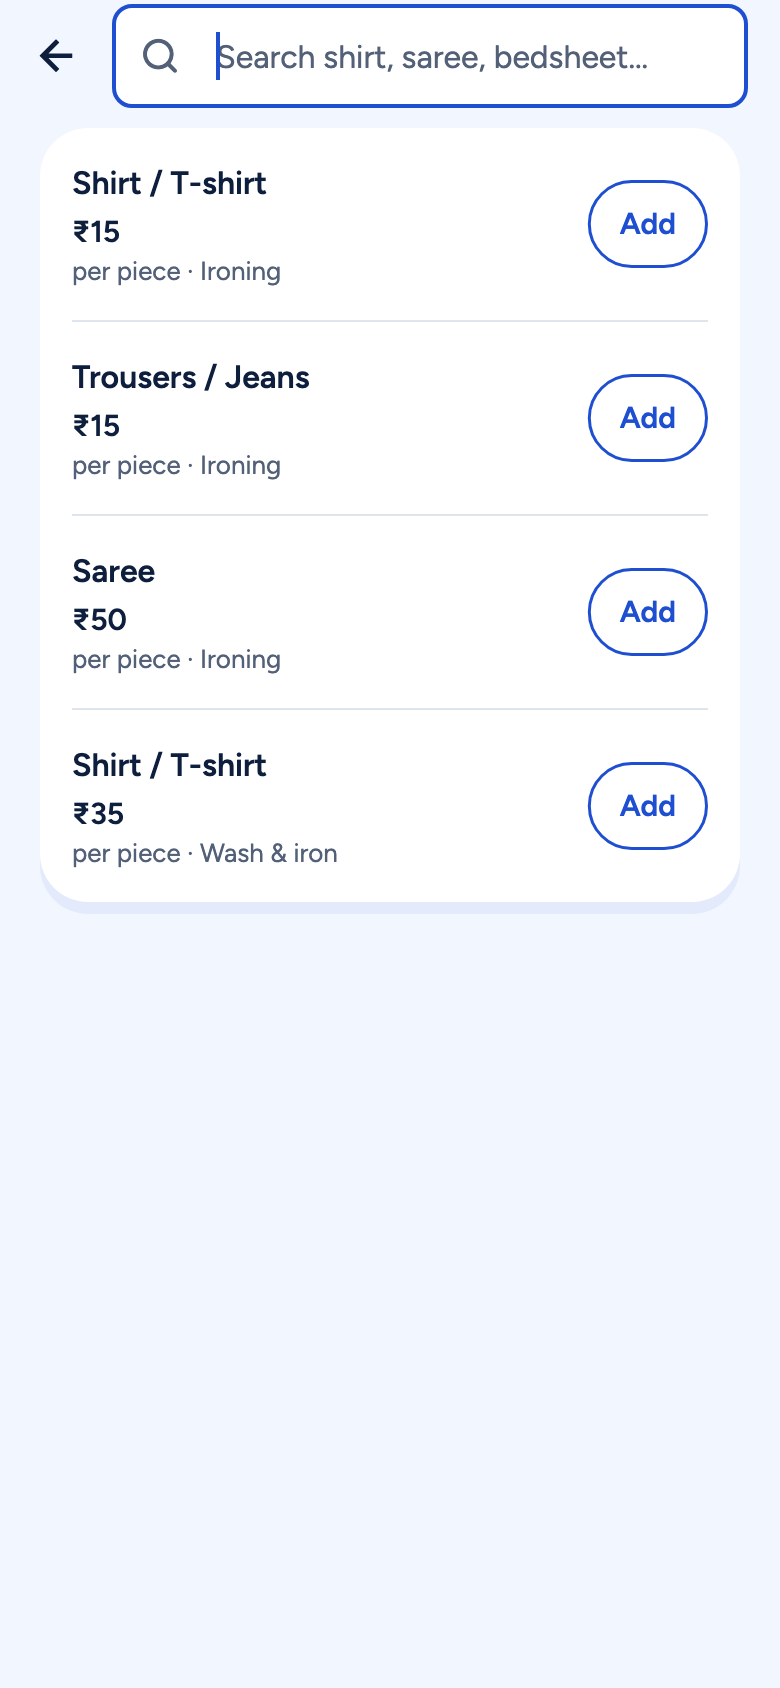 Search shirt, saree, bedsheet...
Shirt / T-shirt
₹15
per piece · Ironing
Add
Trousers / Jeans
₹15
per piece · Ironing
Add
Saree
₹50
per piece · Ironing
Add
Shirt / T-shirt
₹35
per piece · Wash & iron
Add